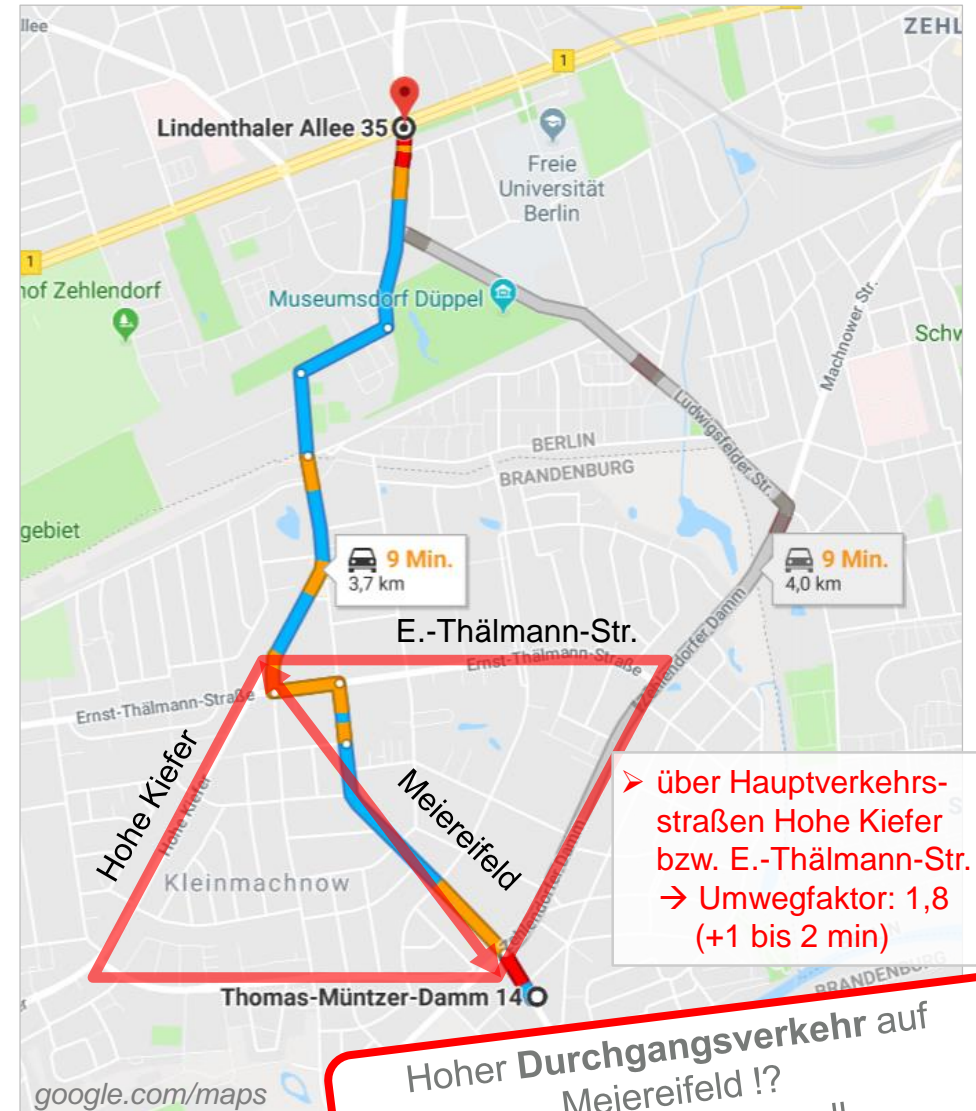 llee
ZEHL
1
Lindenthaler Allee 35
Freie
Universität
Berlin
1
hof Zehlendorf
Museumsdorf Düppel
Machnower Str.
Schw
Ludwigsfelder Str.
BERLIN
BRANDENBURG
gebiet
9 Min.
3,7 km
9 Min.
4,0 km
E.-Thälmann-Str.
Ernst-Thälmann-Straße
Zehlendorfer Damm
Ernst-Thälmann-Straße
Hohe Kiefer
Hohe Kiefer
Meiereifeld
Zehlendorfer Damm
Kleinmachnow
➢ über Hauptverkehrs-
straßen Hohe Kiefer
bzw. E.-Thälmann-Str.
→ Umwegfaktor: 1,8
(+1 bis 2 min)
BRANDENBURG
Thomas-Müntzer-Damm 14
Hoher Durchgangsverkehr auf
Meiereifeld !?
google.com/maps